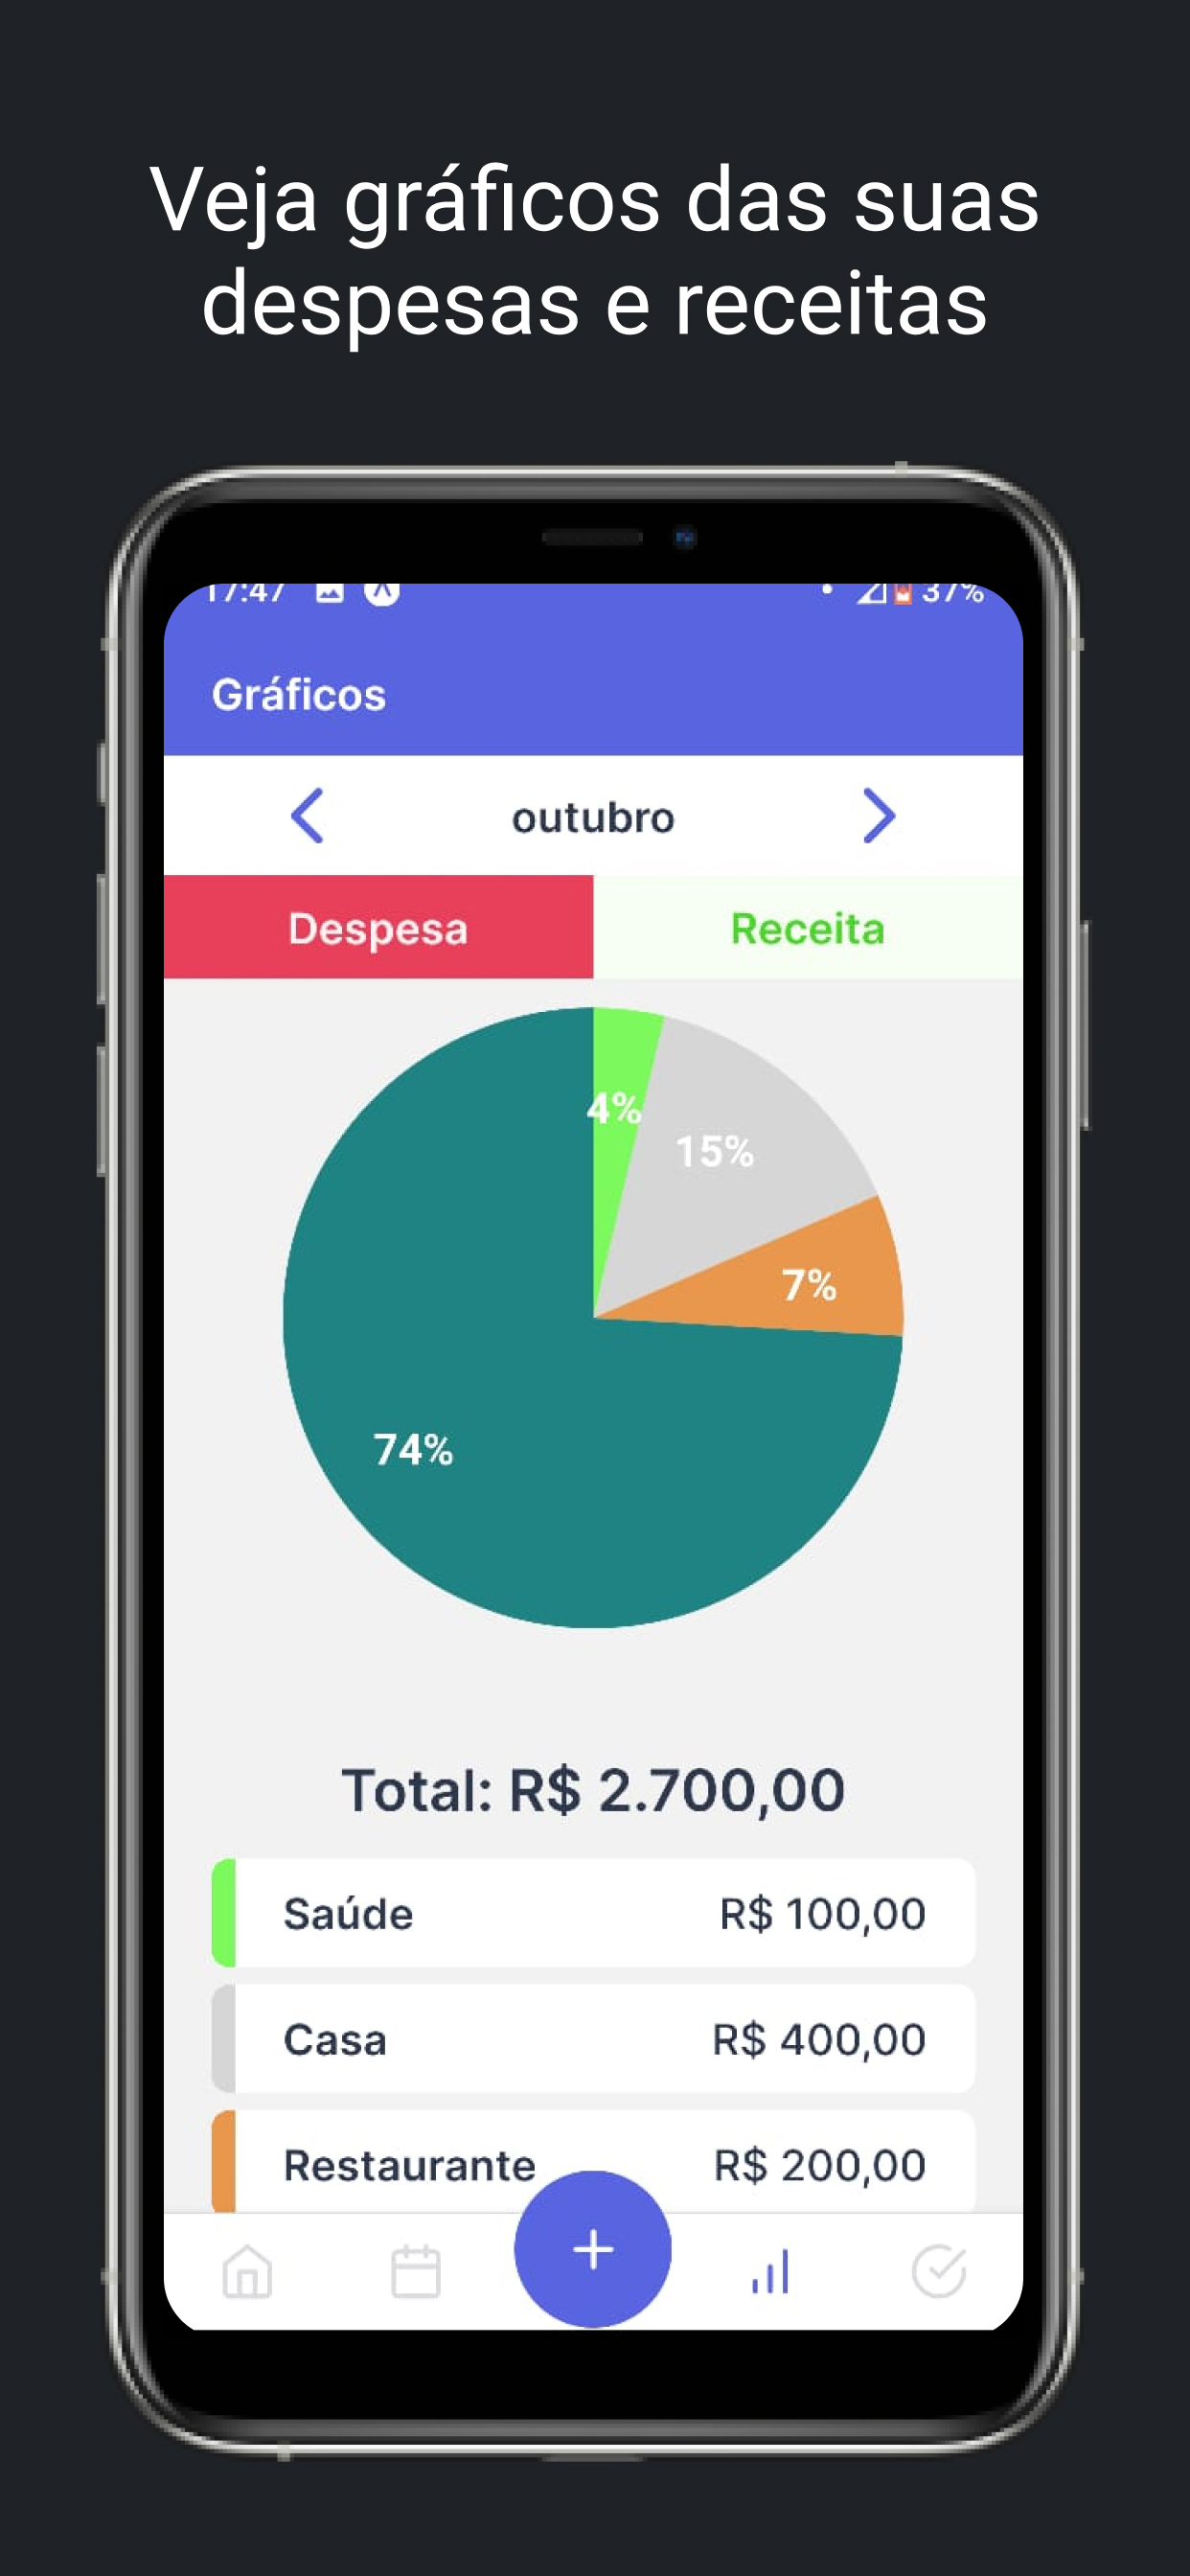 Veja gráficos das suas
despesas e receitas
17:47 37%
Gráficos
outubro
Despesa Receita
4%
15%
7%
74%
Total: R$ 2.700,00
Saúde R$ 100,00
Casa R$ 400,00
Restaurante R$ 200,00